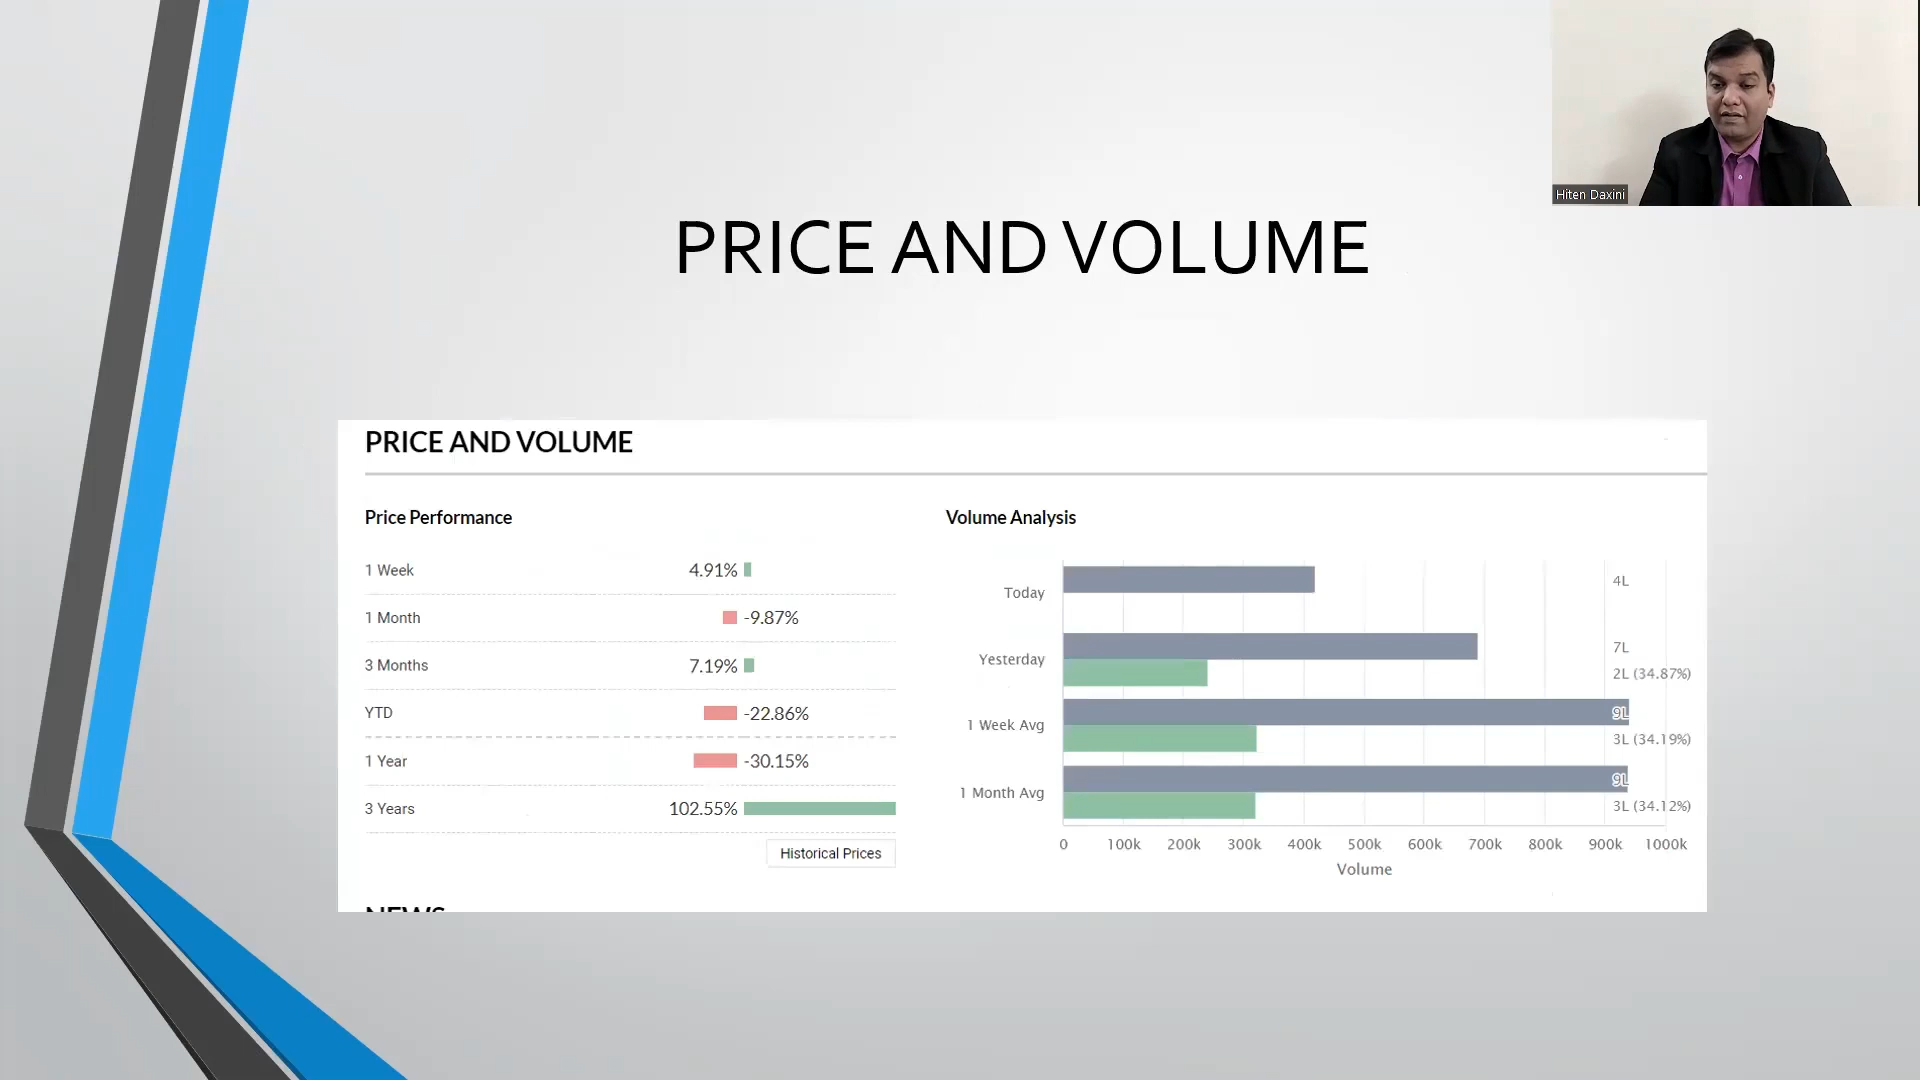 Hiten Daxini
PRICE AND VOLUME
PRICE AND VOLUME
Price Performance
1 Week 4.91%
1 Month -9.87%
3 Months 7.19%
YTD -22.86%
1 Year -30.15%
3 Years 102.55%
Historical Prices
Volume Analysis
Today 4L
Yesterday 7L
2L (34.87%)
1 Week Avg 9L
3L (34.19%)
1 Month Avg 9L
3L (34.12%)
0 100k 200k 300k 400k 500k 600k 700k 800k 900k 1000k
Volume
NEWS